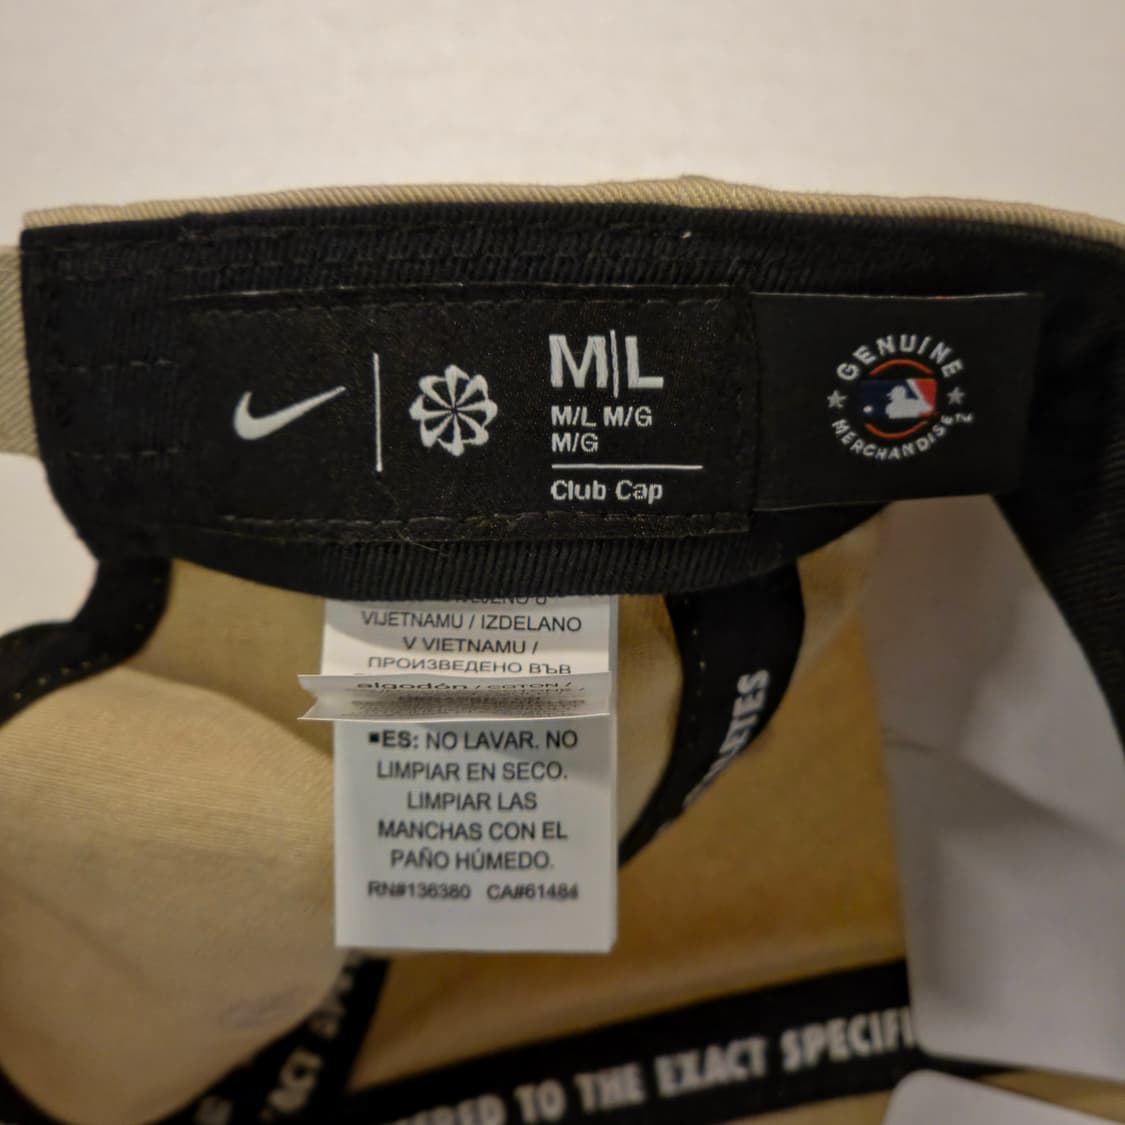 M|L
M/L M/G
M/G
Club Cap
GENUINE
MERCHANDISE
VIJETNAMU / IZDELANO
V VIETNAMU /
ПРОИЗВЕДЕНО ВЪВ
algodón / COTON /
■ES: NO LAVAR. NO
LIMPIAR EN SECO.
LIMPIAR LAS
MANCHAS CON EL
PAÑO HÚMEDO.
RN#136380 CA#61484
TO THE EXACT SPECIFI